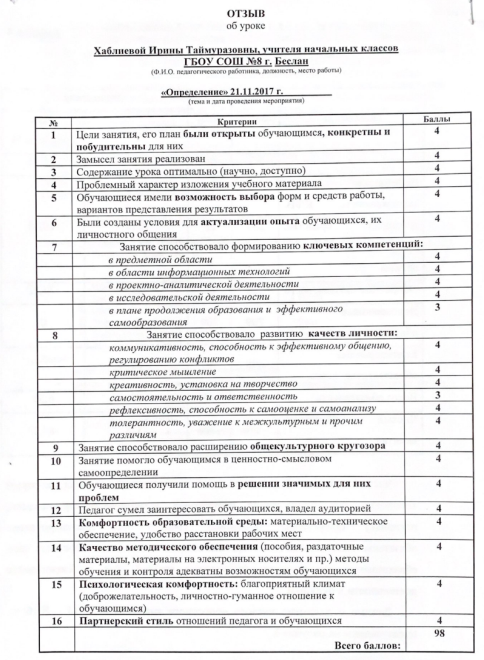 ОТЗЫВ
об уроке
Хаблиевой Ирины Таймуразовны, учителя начальных классов
ГБОУ СОШ №8 г. Беслан
(Ф.И.О. педагогического работника, должность, место работы)
«Определение» 21.11.2017 г.
(тема и дата проведения мероприятия)
№ Критерии Баллы
1 Цели занятия, его план были открыты обучающимся, конкретны и 4
побудительны для них
2 Замысел занятия реализован 4
3 Содержание урока оптимально (научно, доступно) 4
4 Проблемный характер изложения учебного материала 4
5 Обучающиеся имели возможность выбора форм и средств работы, 4
вариантов представления результатов
6 Были созданы условия для актуализации опыта обучающихся, их 4
личностного общения
7 Занятие способствовало формированию ключевых компетенций:
в предметной области 4
в области информационных технологий 4
в проектно-аналитической деятельности 4
в исследовательской деятельности 4
в плане продолжения образования и эффективного 3
самообразования
8 Занятие способствовало развитию качеств личности:
коммуникативность, способность к эффективному общению, 4
регулированию конфликтов
критическое мышление 4
креативность, установка на творчество 4
самостоятельность и ответственность 3
рефлексивность, способность к самооценке и самоанализу 4
толерантность, уважение к межкультурным и прочим 4
различиям
9 Занятие способствовало расширению общекультурного кругозора 4
10 Занятие помогло обучающимся в ценностно-смысловом 4
самоопределении
11 Обучающиеся получили помощь в решении значимых для них 4
проблем
12 Педагог сумел заинтересовать обучающихся, владел аудиторией 4
13 Комфортность образовательной среды: материально-техническое 4
обеспечение, удобство расстановки рабочих мест
14 Качество методического обеспечения (пособия, раздаточные 4
материалы, материалы на электронных носителях и пр.) методы
обучения и контроля адекватны возможностям обучающихся
15 Психологическая комфортность: благоприятный климат 4
(доброжелательность, личностно-гуманное отношение к
обучающимся)
16 Партнерский стиль отношений педагога и обучающихся 4
98
Всего баллов: